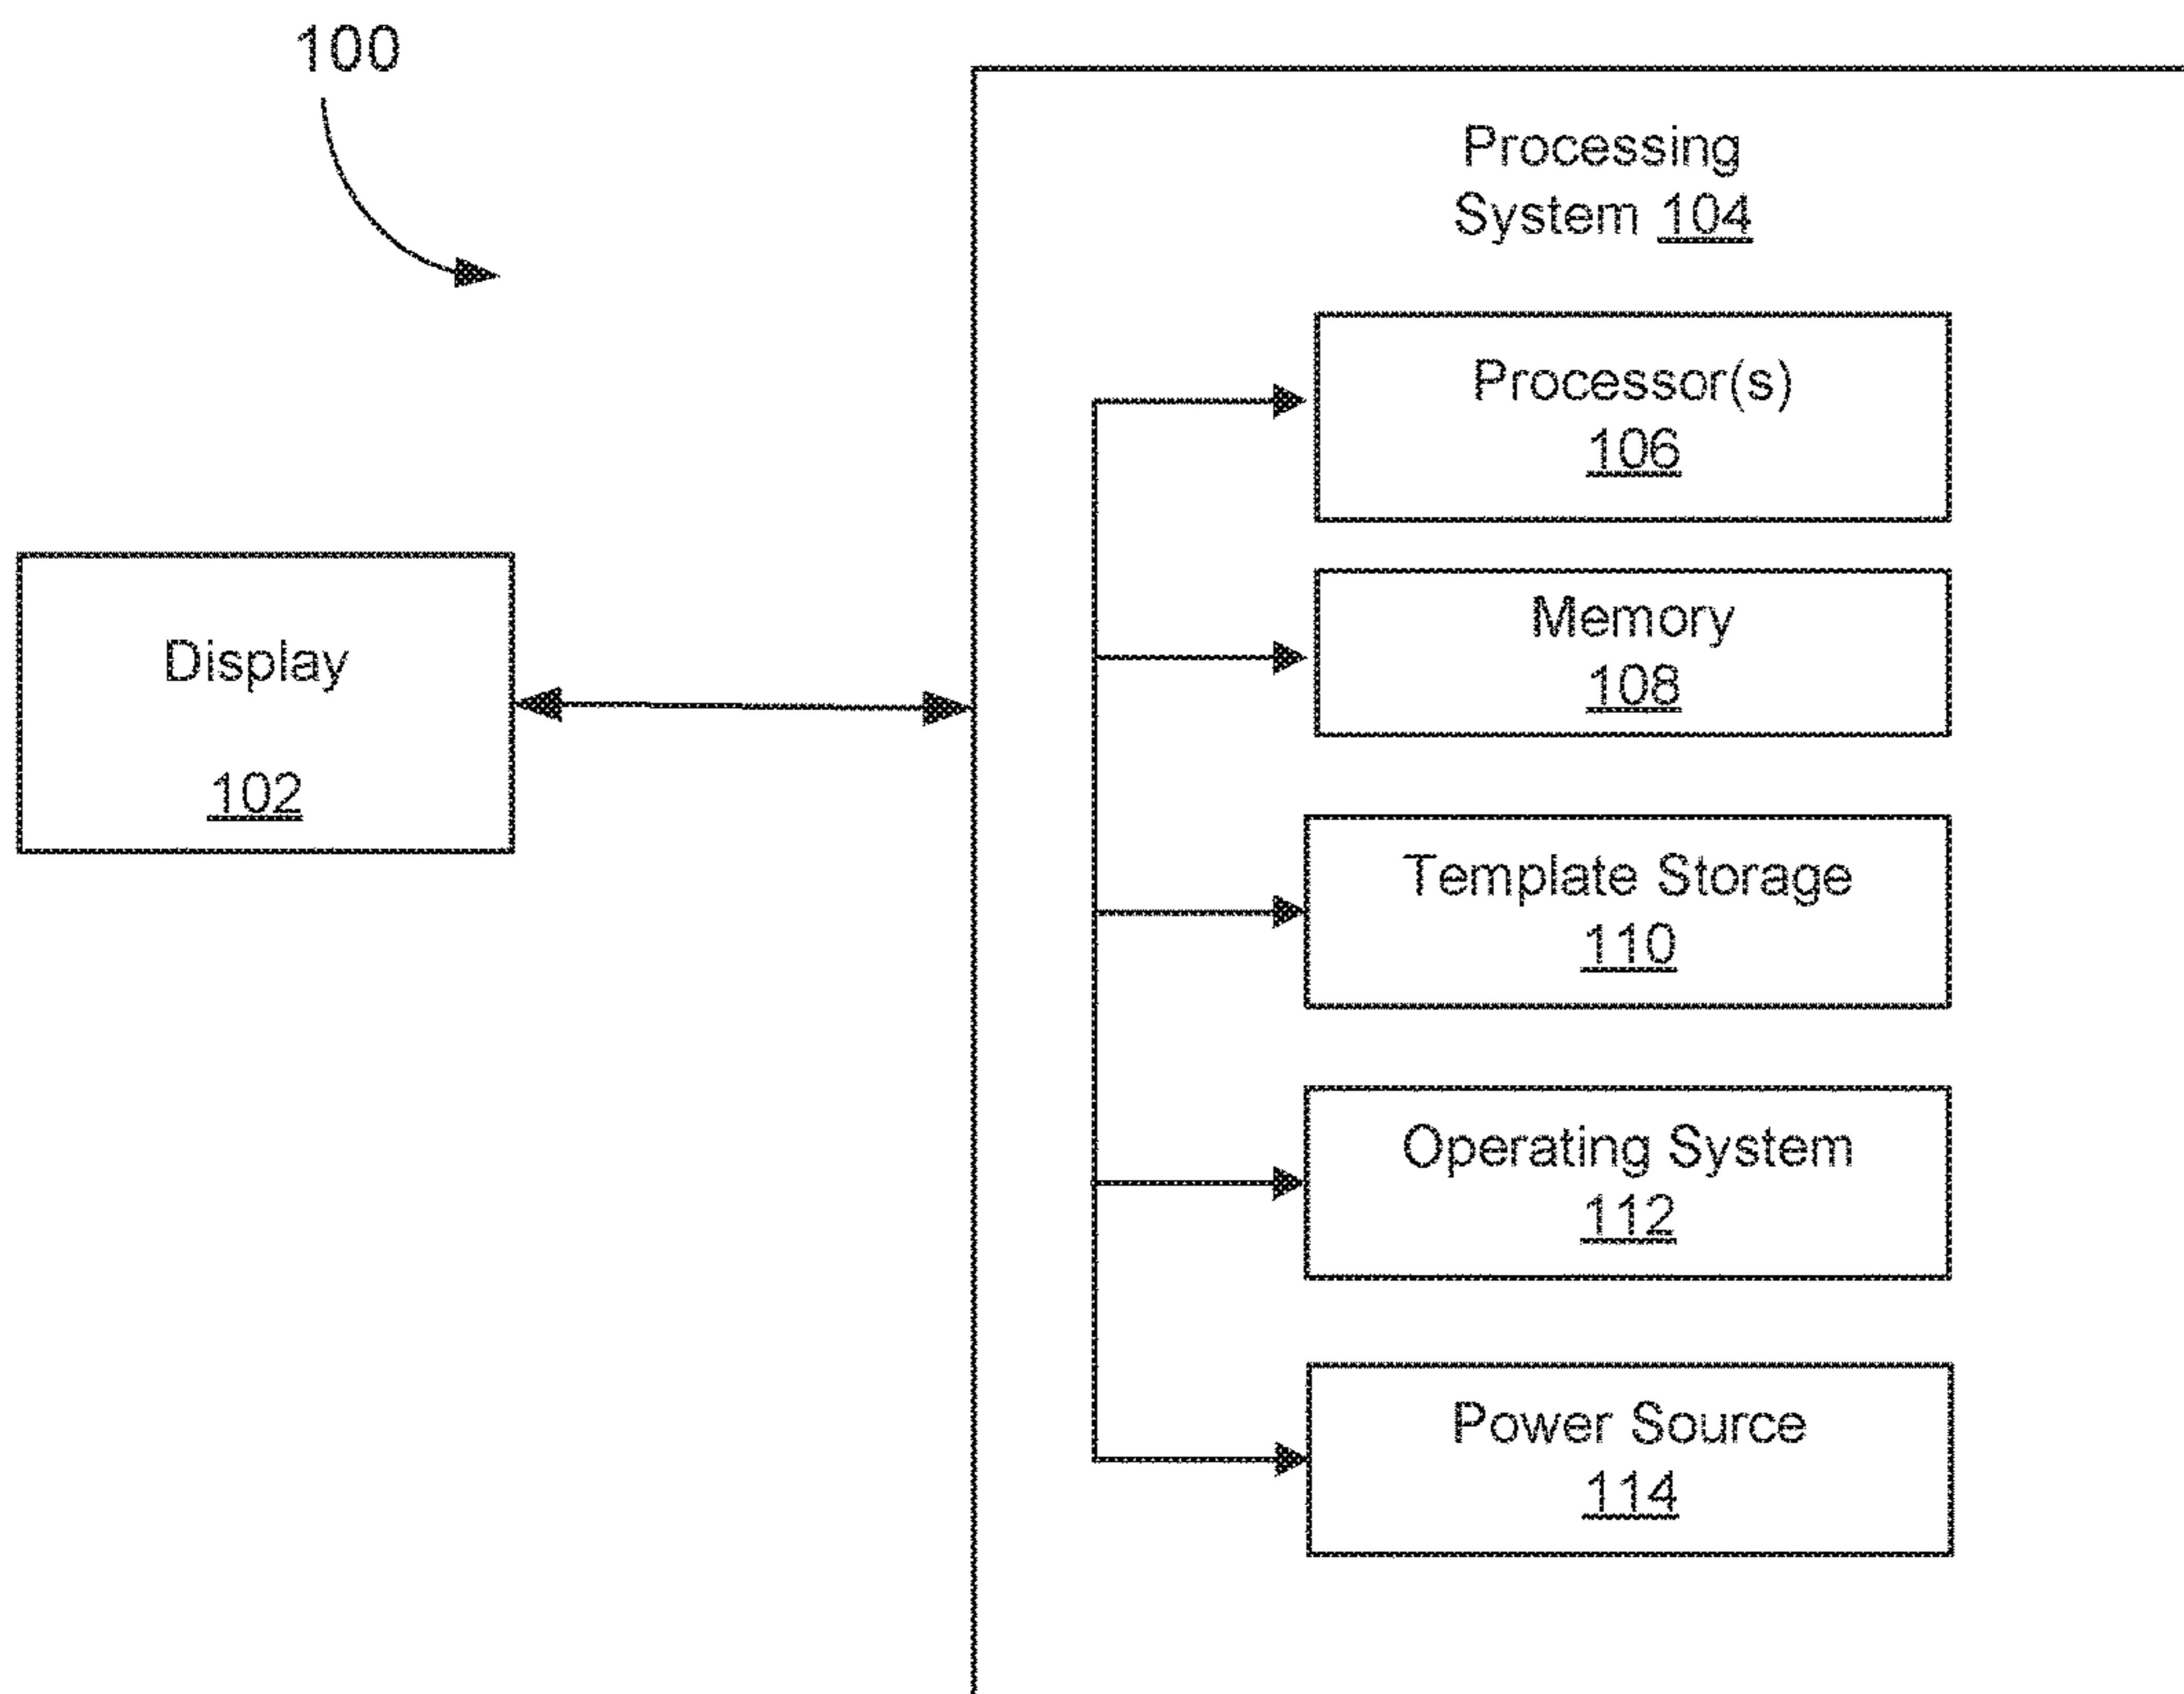 100
Processing
System 104
Processor(s)
106
Memory
108
Display
102
Template Storage
110
Operating System
112
Power Source
114